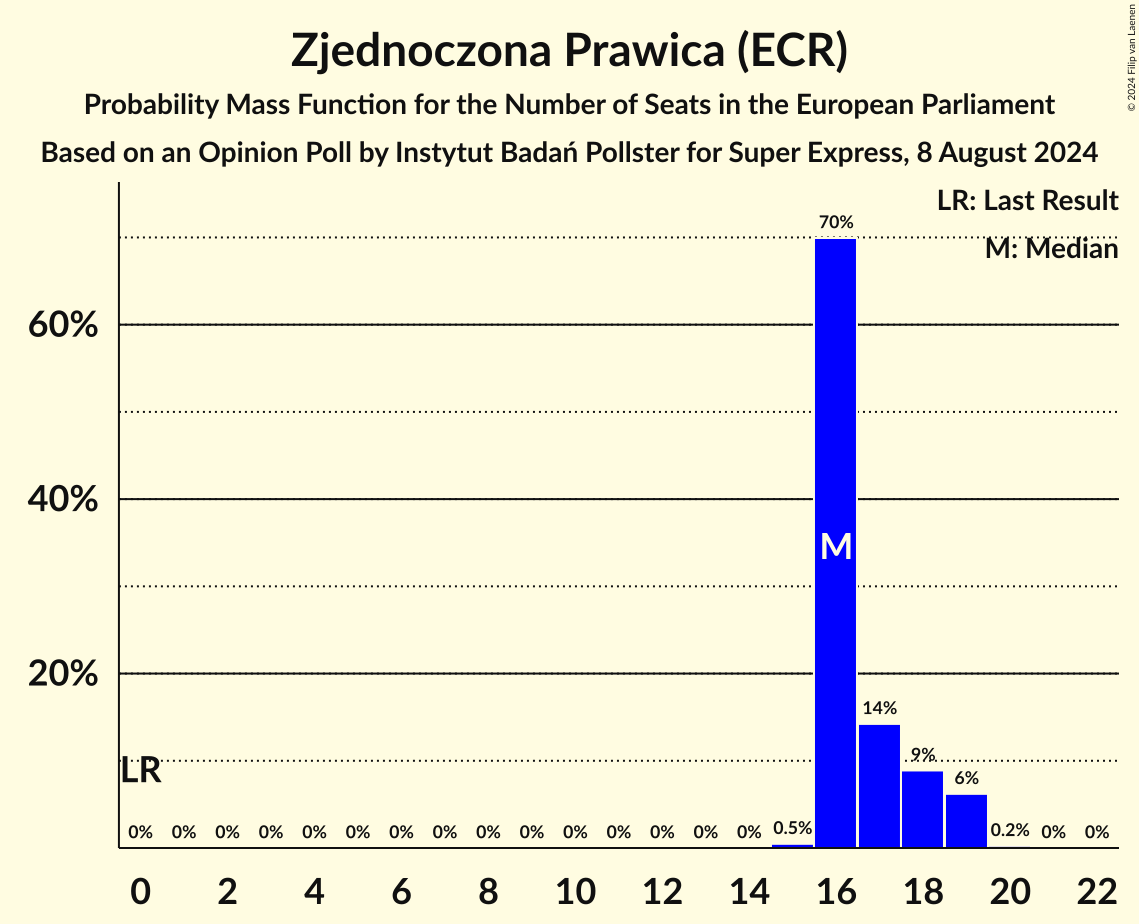 Zjednoczona Prawica (ECR)
Probability Mass Function for the Number of Seats in the European Parliament
Based on an Opinion Poll by Instytut Badań Pollster for Super Express, 8 August 2024
© 2024 Filip van Laenen
LR: Last Result
M: Median
70%
60%
40%
M
20%
14%
9%
6%
LR
0% 0% 0% 0% 0% 0% 0% 0% 0% 0% 0% 0% 0% 0% 0% 0.5% 0.2% 0% 0%
0 2 4 6 8 10 12 14 16 18 20 22